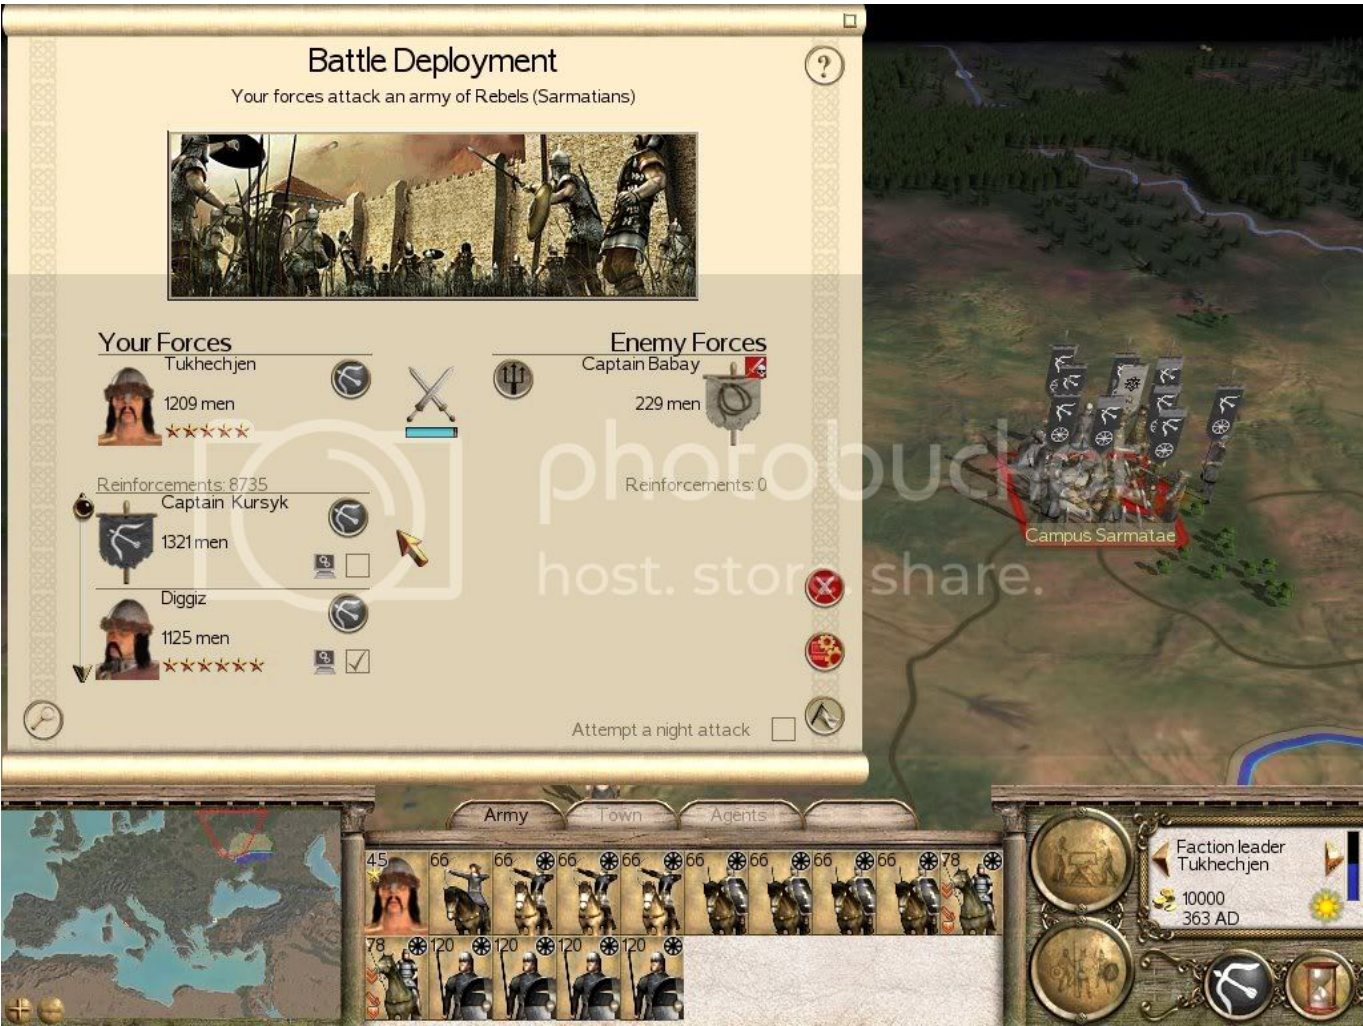 Battle Deployment
?
Your forces attack an army of Rebels (Sarmatians)
Your Forces
Enemy Forces
Tukhechjen
Captain Babay
1209 men
229 men
Reinforcements: 8735
Reinforcements: 0
Captain Kursyk
1321 men
Diggiz
1125 men
Attempt a night attack
photobucket
host. store. share.
Campus Sarmatae
Army
Town
Agents
45 66 66 66 66 66 66 66 66 78
78 120 120 120 120
Faction leader
Tukhechjen
10000
363 AD